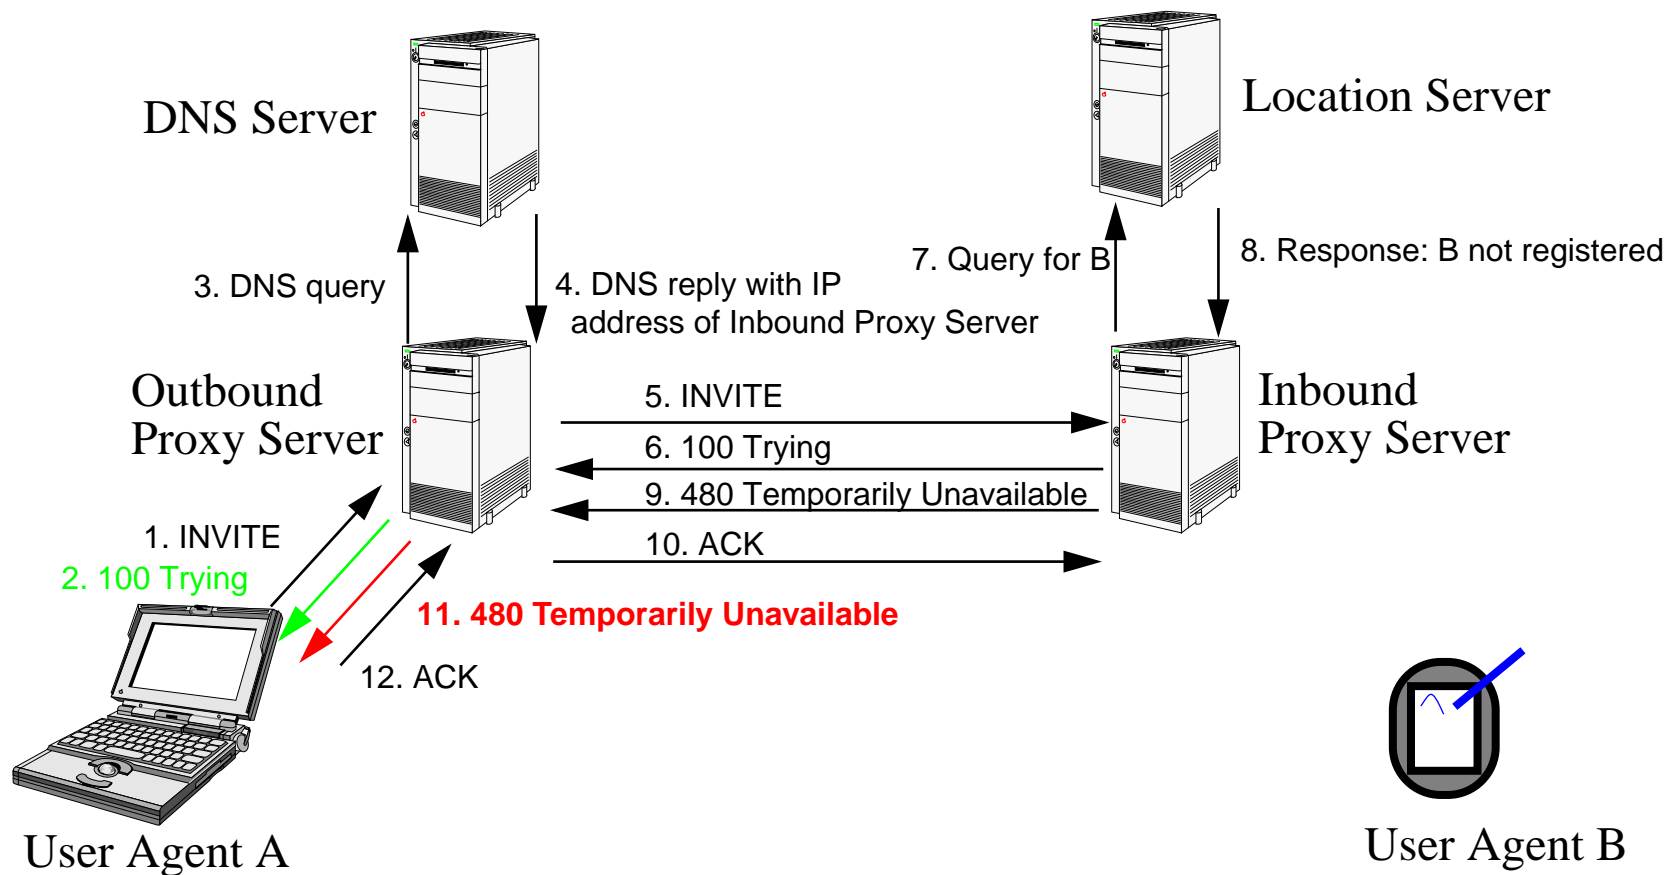 DNS Server
Location Server
3. DNS query
4. DNS reply with IP
address of Inbound Proxy Server
7. Query for B
8. Response: B not registered
Outbound
Proxy Server
5. INVITE
6. 100 Trying
9. 480 Temporarily Unavailable
10. ACK
Inbound
Proxy Server
1. INVITE
2. 100 Trying
11. 480 Temporarily Unavailable
12. ACK
User Agent A
User Agent B